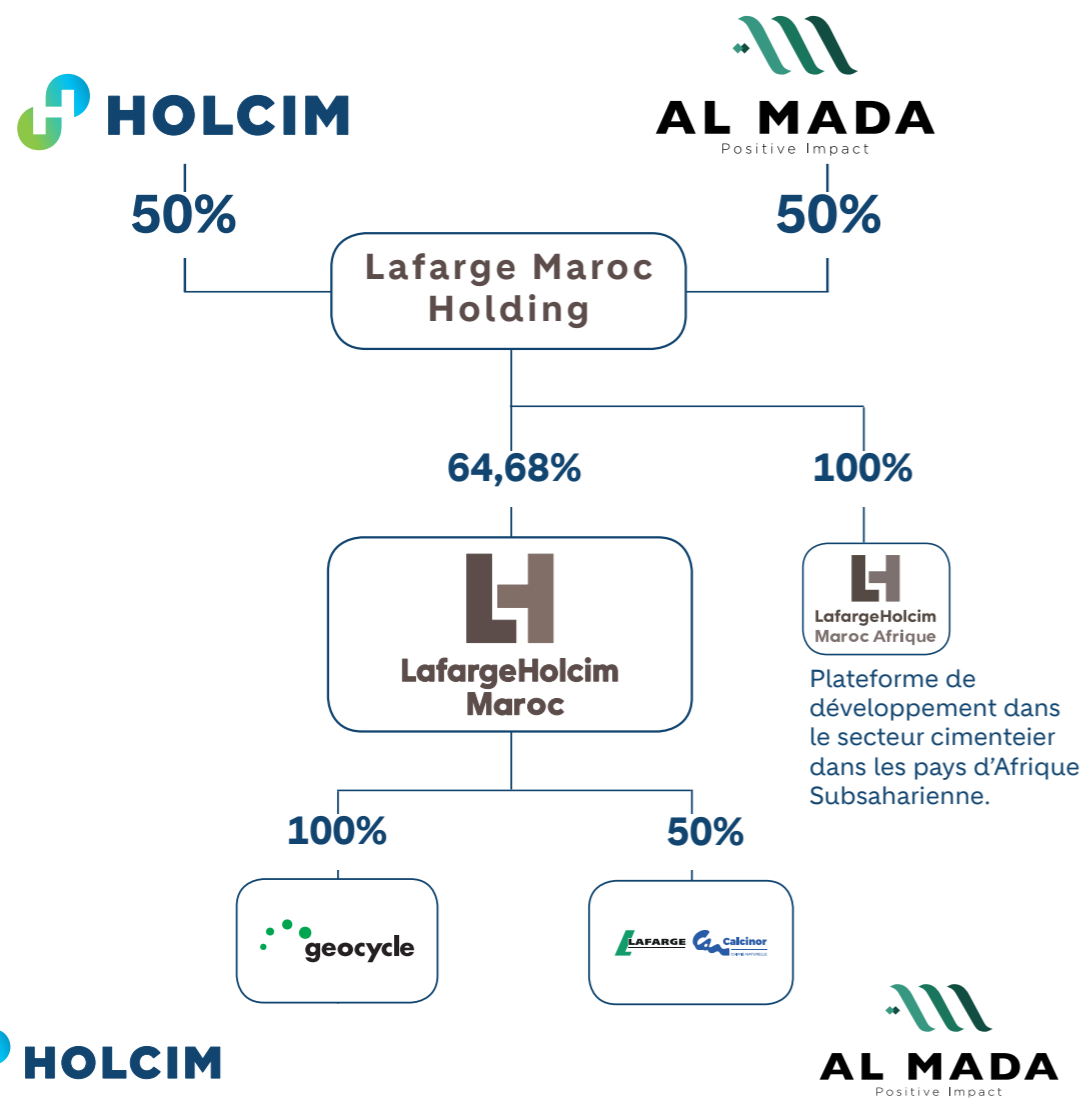 HOLCIM
AL MADA
Positive Impact
50%
50%
Lafarge Maroc
Holding
64,68%
100%
LafargeHolcim
Maroc
LafargeHolcim
Maroc Afrique
Plateforme de
développement dans
le secteur cimenteier
dans les pays d’Afrique
Subsaharienne.
100%
50%
geocycle
LAFARGE
Calcinor
HOLCIM
AL MADA
Positive Impact